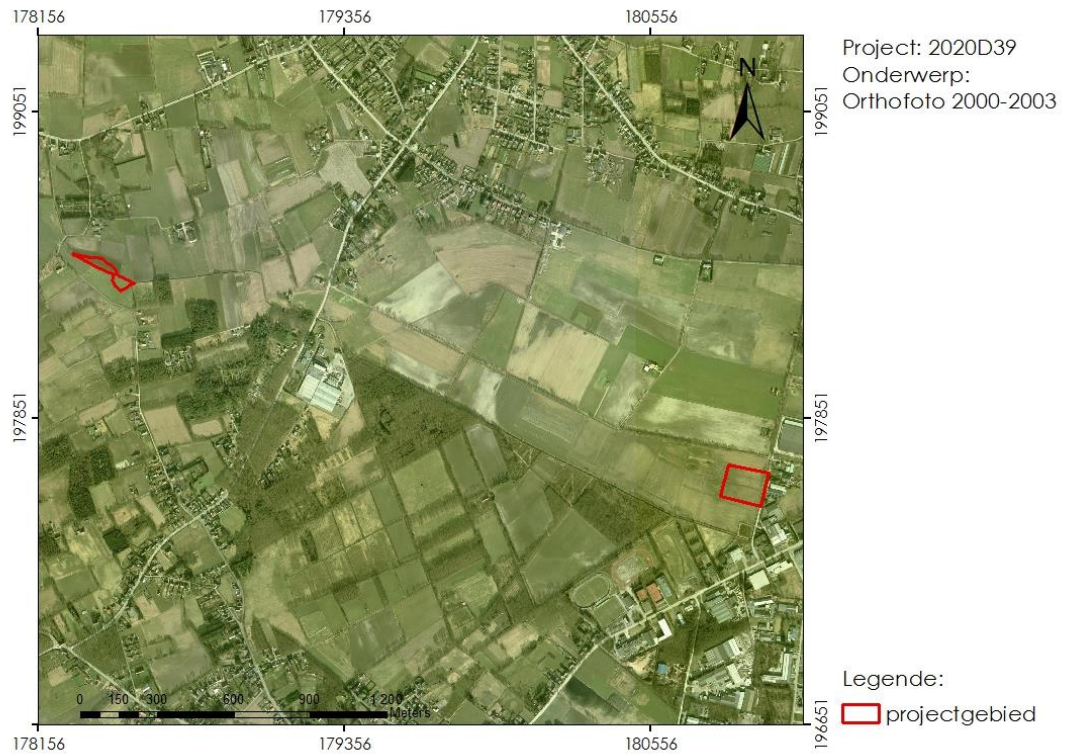 178156 179356 180556
Project: 2020D39
Onderwerp:
Orthofoto 2000-2003
N
199051 199051
197851 197851
Legende:
projectgebied
0 150 300 600 900 1 200
Meters
196651
178156 179356 180556